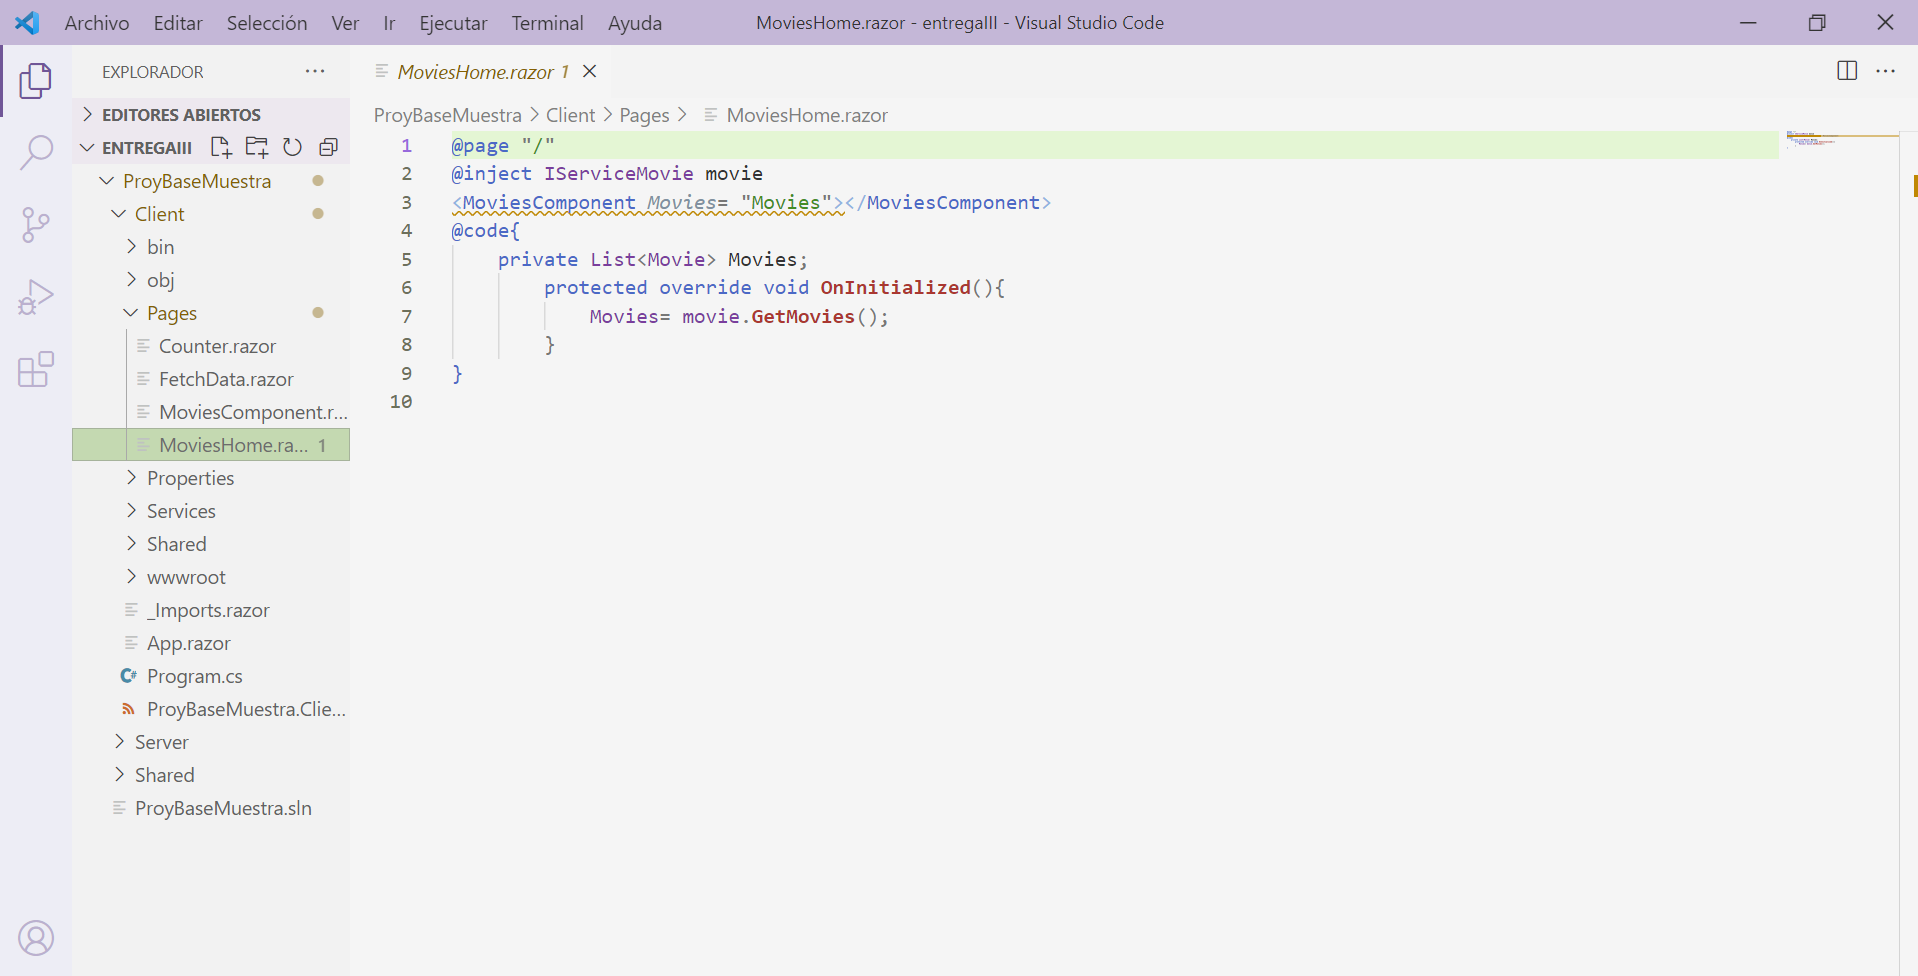 Archivo Editar Selección Ver Ir Ejecutar Terminal Ayuda MoviesHome.razor - entregaIII - Visual Studio Code
EXPLORADOR
EDITORES ABIERTOS
ENTREGAIII
ProyBaseMuestra
Client
bin
obj
Pages
Counter.razor
FetchData.razor
MoviesComponent.r...
MoviesHome.ra... 1
Properties
Services
Shared
wwwroot
_Imports.razor
App.razor
Program.cs
ProyBaseMuestra.Clie...
Server
Shared
ProyBaseMuestra.sln
MoviesHome.razor 1
ProyBaseMuestra > Client > Pages > MoviesHome.razor
1 @page "/"
2 @inject IServiceMovie movie
3 <MoviesComponent Movies= "Movies"></MoviesComponent>
4 @code{
5 private List<Movie> Movies;
6 protected override void OnInitialized(){
7 Movies= movie.GetMovies();
8 }
9 }
10